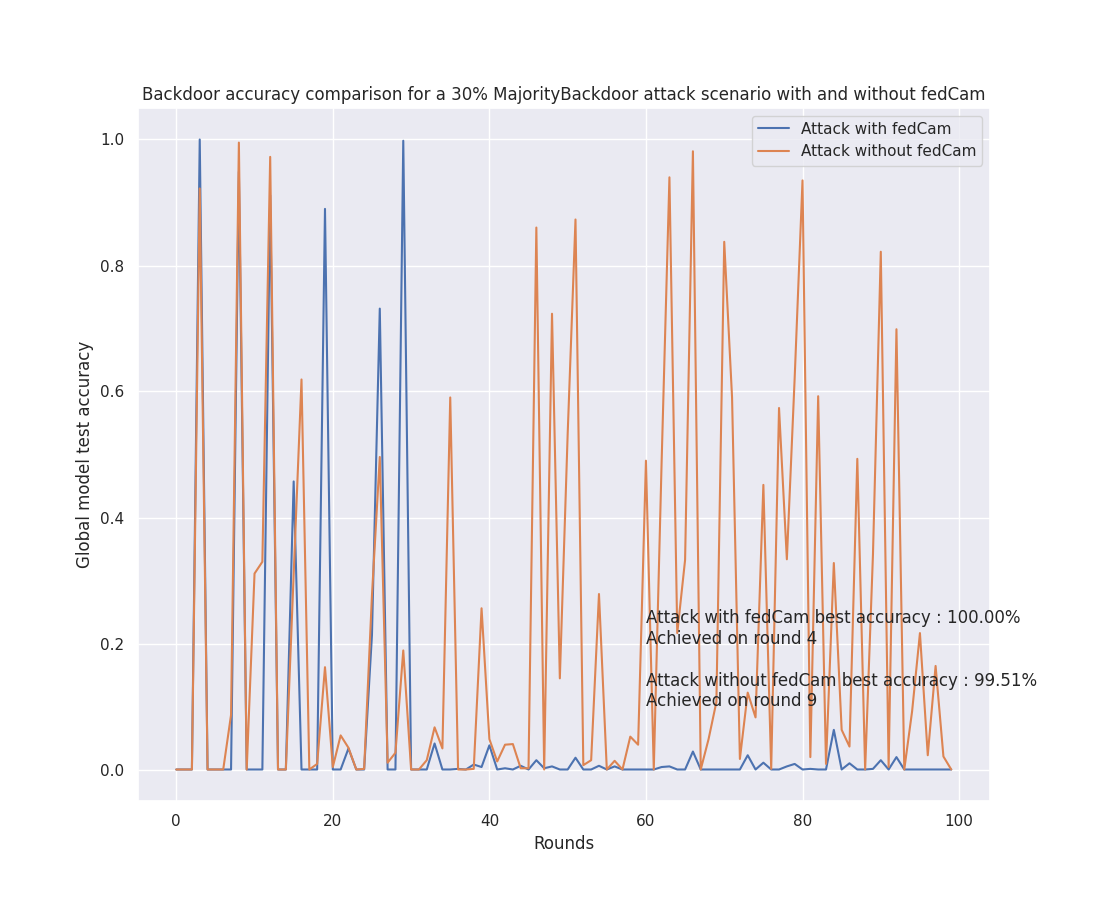 Backdoor accuracy comparison for a 30% MajorityBackdoor attack scenario with and without fedCam
Attack with fedCam
Attack without fedCam
1.0
0.8
0.6
0.4
0.2
0.0
Global model test accuracy
Attack with fedCam best accuracy : 100.00%
Achieved on round 4
Attack without fedCam best accuracy : 99.51%
Achieved on round 9
0 20 40 60 80 100
Rounds